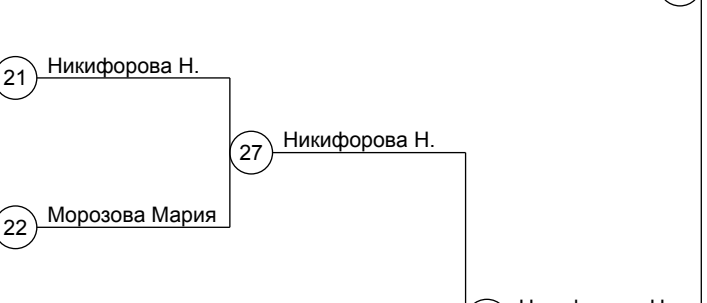 21 Никифорова Н.
27 Никифорова Н.
22 Морозова Мария